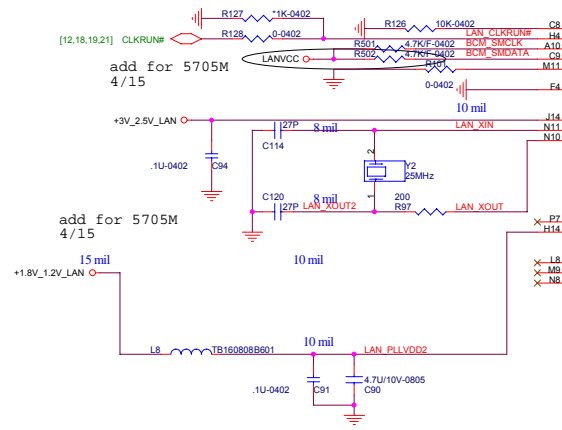 R127 *1K-0402
R126 10K-0402 C8
[12,18,19,21] CLKRUN# R128 0-0402 LAN_CLKRUN# H4
R501 4.7K/F-0402 BCM_SMCLK A10
LANVCC R502 4.7K/F-0402 BCM_SMDATA C9
add for 5705M R101 M11
4/15 0-0402
F4
10 mil
+3V_2.5V_LAN J14
27P 8 mil LAN_XIN N11
N10
C114
.1U-0402 C94
2
Y2
25MHz
1
C120 8 mil 200
27P LAN_XOUT2 R97 LAN_XOUT
add for 5705M P7
4/15 H14
15 mil 10 mil L8
+1.8V_1.2V_LAN M9
N8
10 mil
L8 TB160808B601 LAN_PLLVDD2
.1U-0402 C91 4.7U/10V-0805
C90